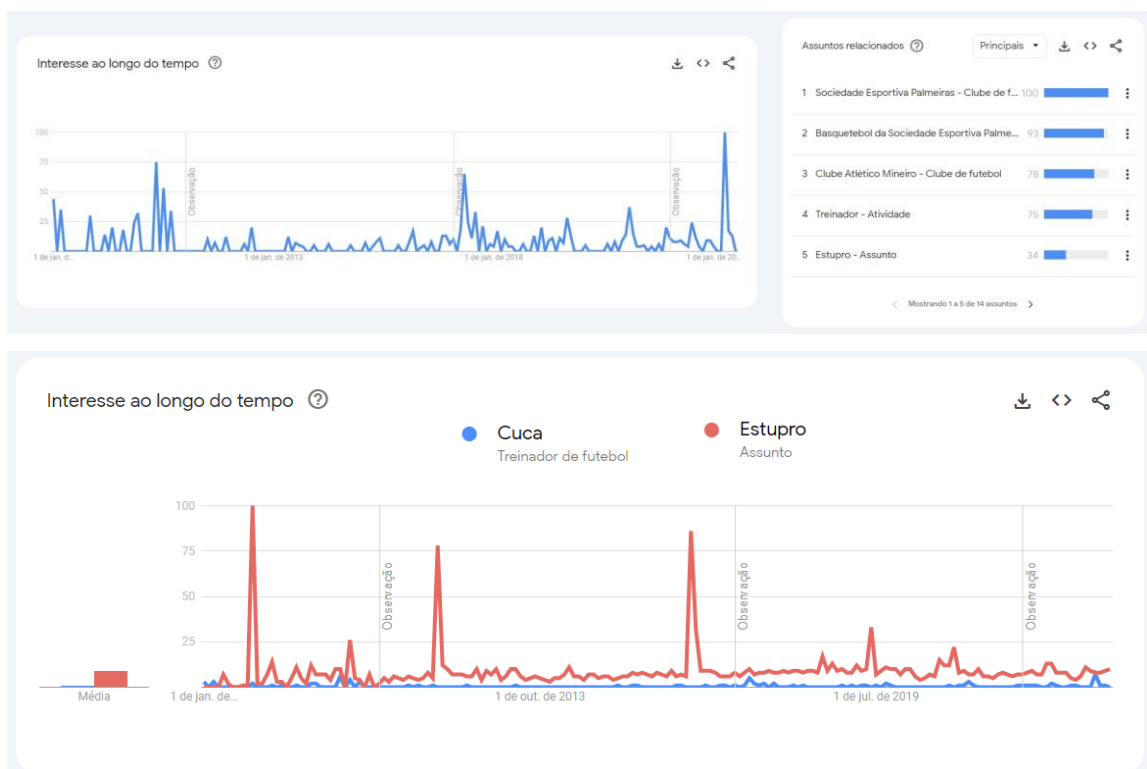 Interesse ao longo do tempo
100
75
50
25
Observação
Observação
Observação
1 de jan. d...
1 de jan. de 2013
1 de jan. de 2018
1 de jan. de 20...
Assuntos relacionados
Principais
1 Sociedade Esportiva Palmeiras - Clube de f... 100
2 Basquetebol da Sociedade Esportiva Palme... 93
3 Clube Atlético Mineiro - Clube de futebol 78
4 Treinador - Atividade 75
5 Estupro - Assunto 34
Mostrando 1 a 5 de 14 assuntos
Interesse ao longo do tempo
Cuca
Treinador de futebol
Estupro
Assunto
100
75
50
25
Observação
Observação
Observação
Média
1 de jan. de...
1 de out. de 2013
1 de jul. de 2019